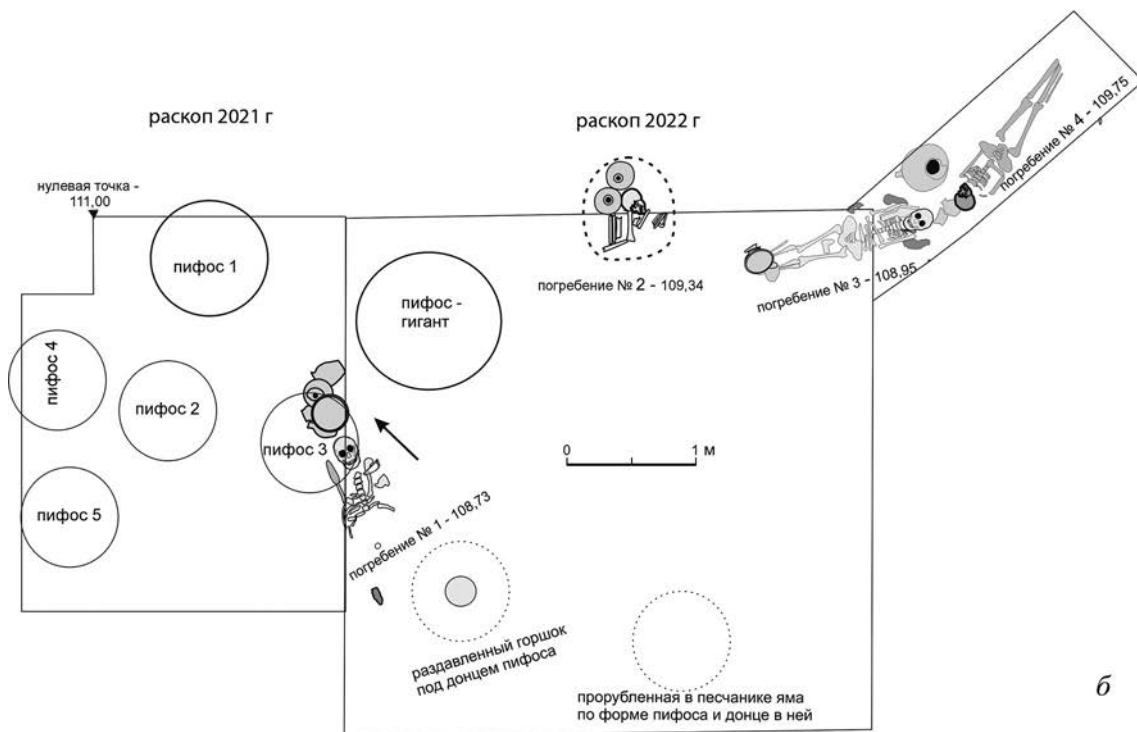 раскоп 2021 г
раскоп 2022 г
нулевая точка -
111,00
пифос 1
пифос -
гигант
погребение № 2 - 109,34
погребение № 3 - 108,95
погребение № 4 - 109,75
пифос 4
пифос 2
пифос 3
0 1 м
пифос 5
погребение № 1 - 108,73
раздавленный горшок
под донцем пифоса
прорубленная в песчанике яма
по форме пифоса и донце в ней
б